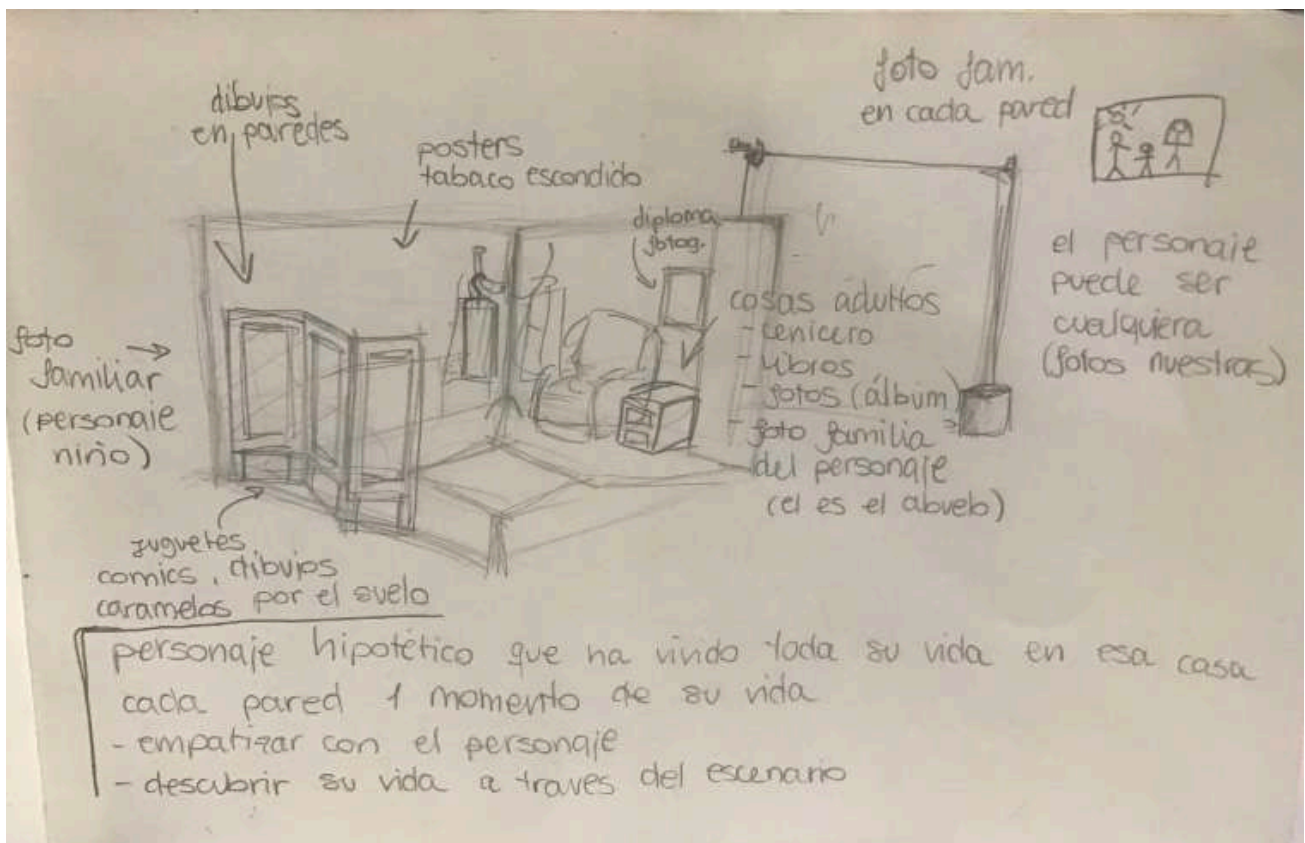 dibujos
en paredes
posters
tabaco escondido
foto fam.
en cada pared
diploma
fotog.
el personaje
puede ser
cualquiera
(fotos nuestras)
foto
familiar
(personaje
niño)
cosas adultos
- cenicero
- libros
- fotos (álbum)
- foto familia
del personaje
(el es el abuelo)
juguetes
comics, dibujos
caramelos por el suelo
personaje hipotético que ha vivido toda su vida en esa casa
cada pared 1 momento de su vida
- empatizar con el personaje
- descubrir su vida a traves del escenario